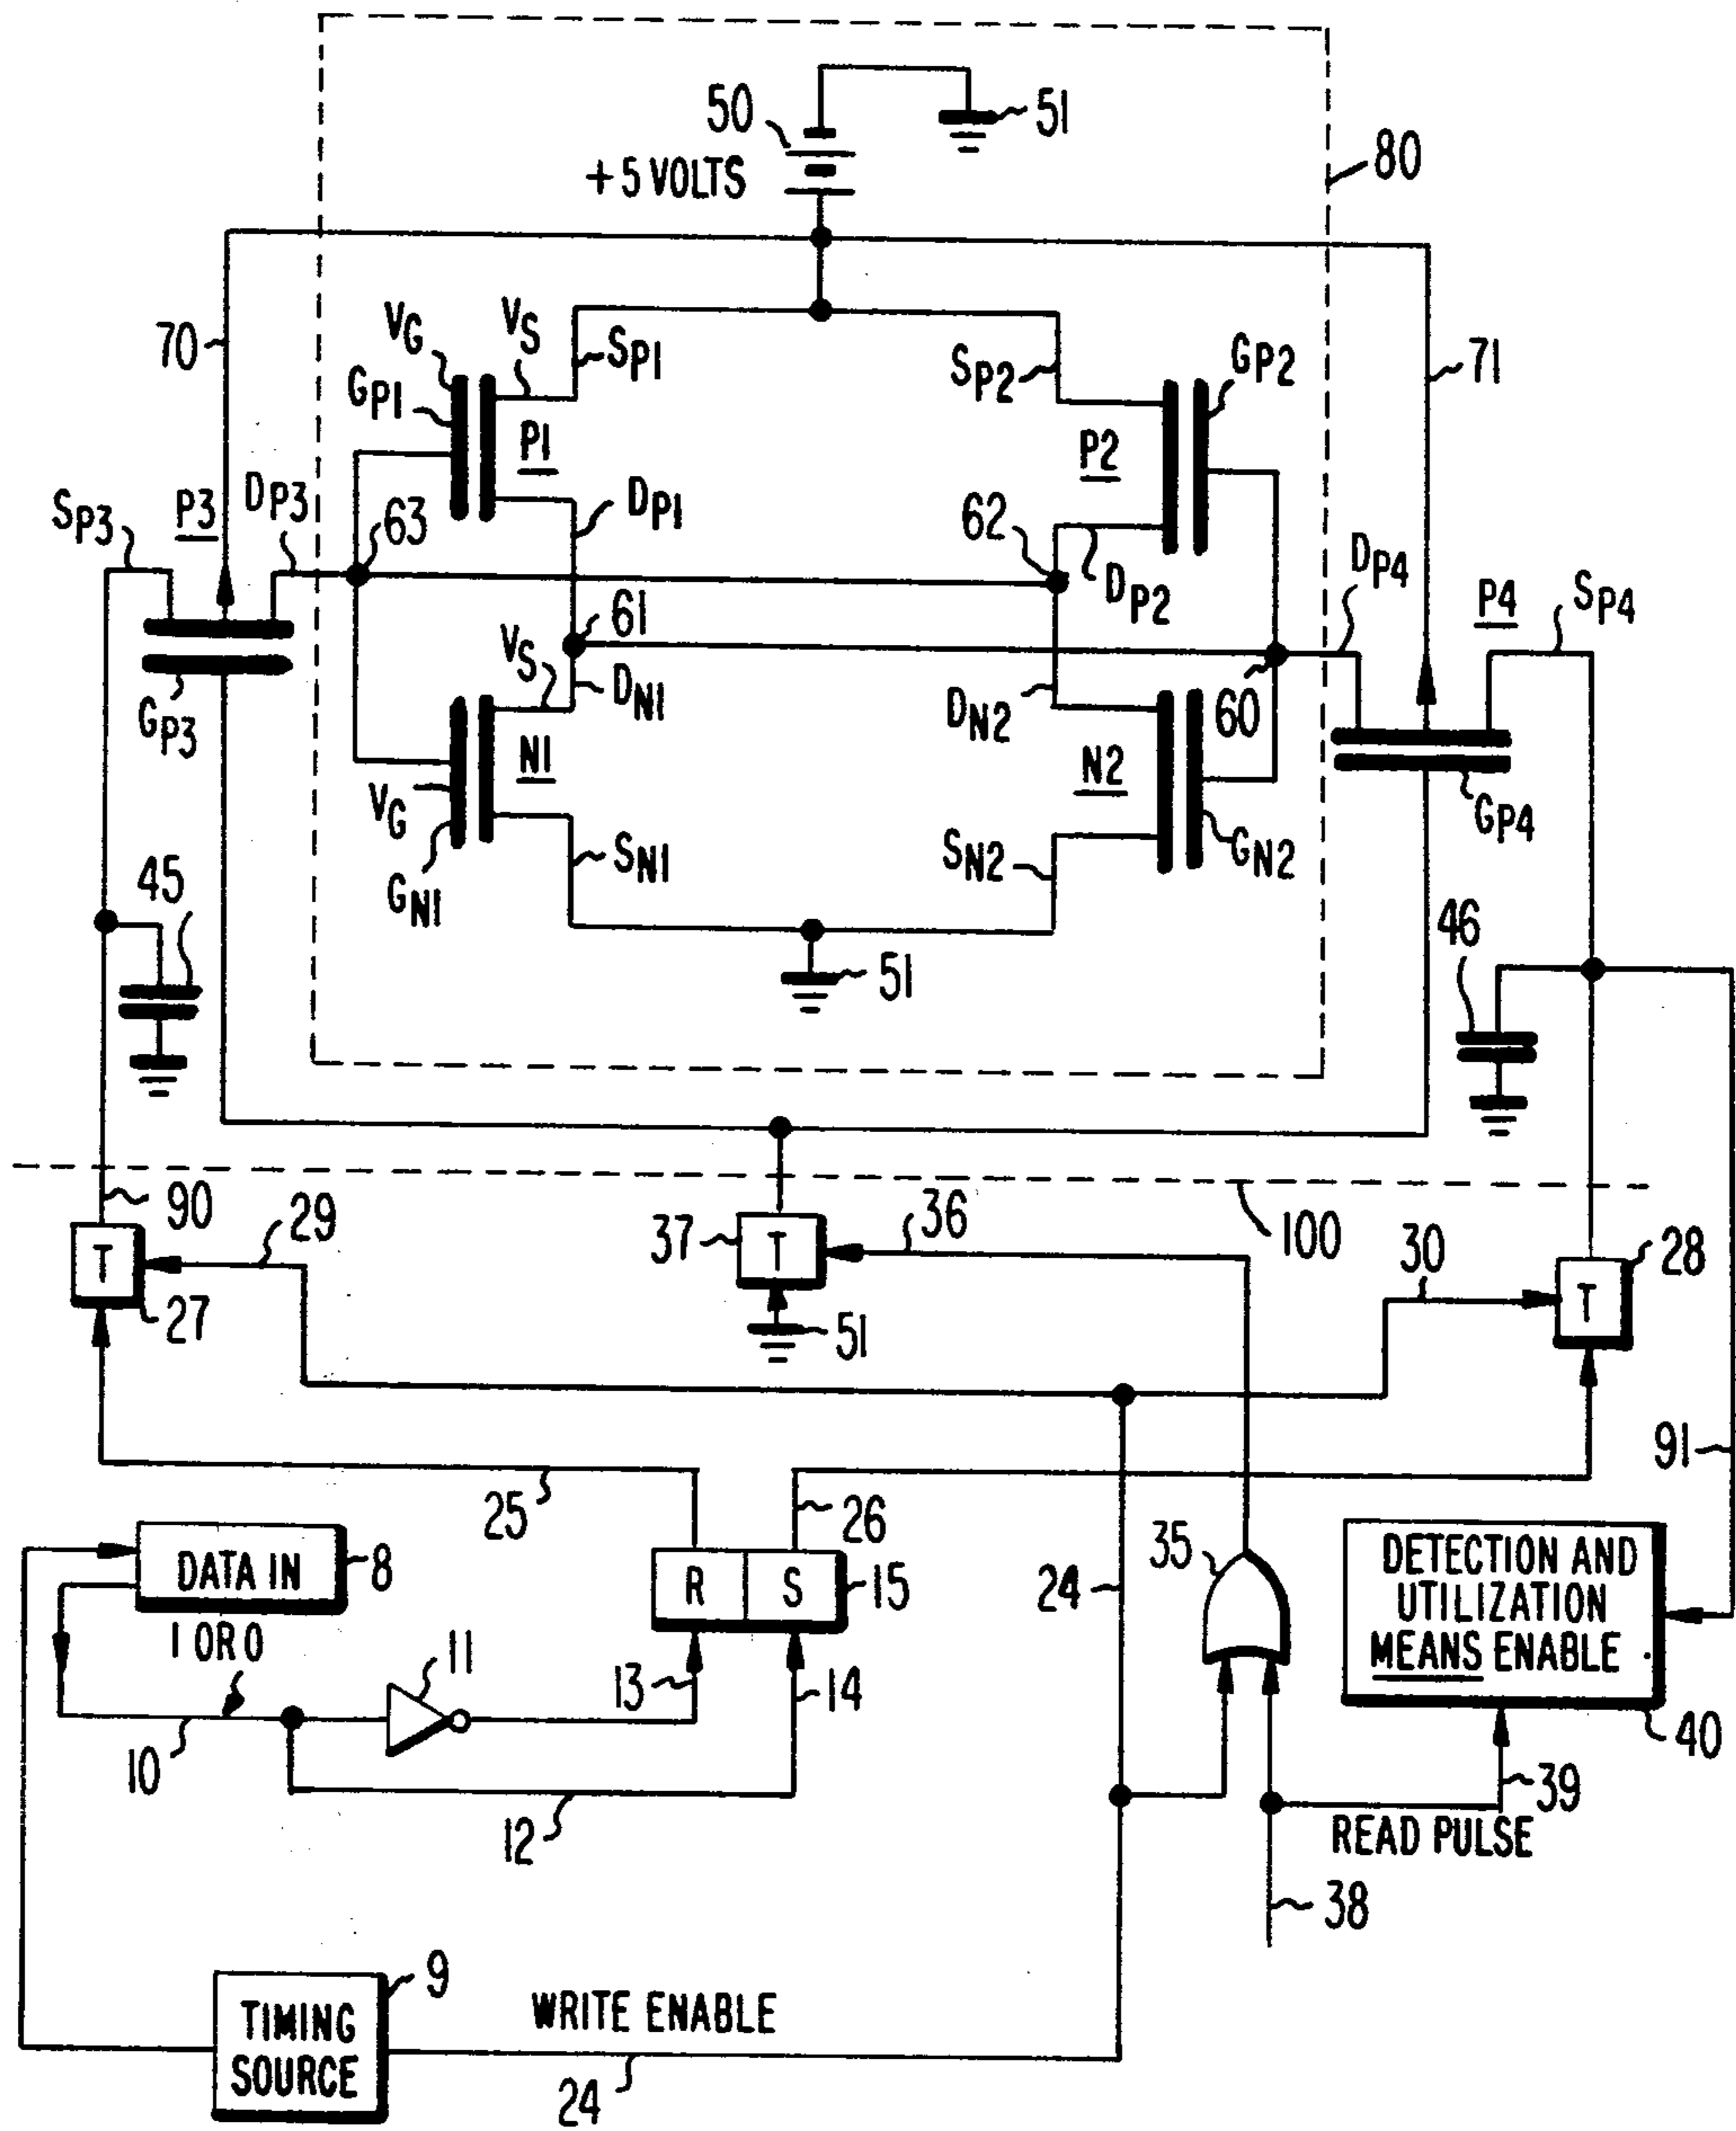 50
51
80
+5 VOLTS
70
VG
VS
SP1
GP1
P1
SP2
GP2
P2
71
SP3
P3
DP3
63
DP1
62
DP2
DP4
P4
SP4
61
VS
DN1
GP3
N1
DN2
N2
60
GP4
VG
GN1
SN1
SN2
GN2
45
46
51
90
29
T
27
37
T
36
51
100
30
T
28
91
25
26
DATA IN
8
R
S
15
24
35
DETECTION AND
UTILIZATION
MEANS ENABLE
40
1 OR 0
10
11
13
14
12
39
READ PULSE
38
TIMING
SOURCE
9
WRITE ENABLE
24